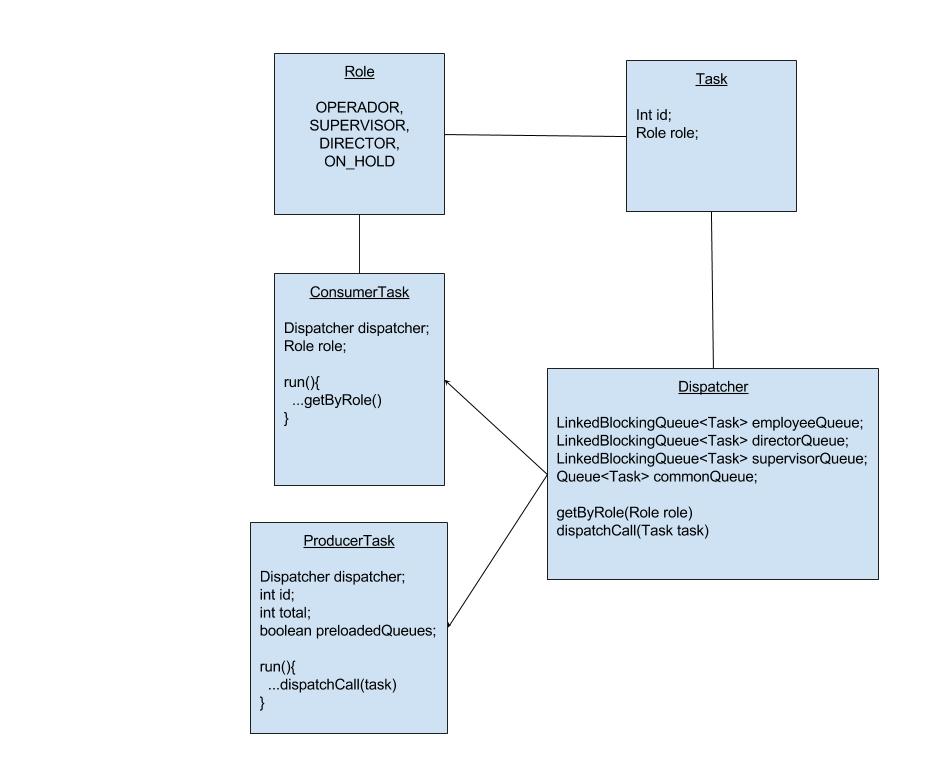 Role
OPERADOR,
SUPERVISOR,
DIRECTOR,
ON_HOLD
Task
Int id;
Role role;
ConsumerTask
Dispatcher dispatcher;
Role role;
run(){
...getByRole()
}
Dispatcher
LinkedBlockingQueue<Task> employeeQueue;
LinkedBlockingQueue<Task> directorQueue;
LinkedBlockingQueue<Task> supervisorQueue;
Queue<Task> commonQueue;
getByRole(Role role)
dispatchCall(Task task)
ProducerTask
Dispatcher dispatcher;
int id;
int total;
boolean preloadedQueues;
run(){
...dispatchCall(task)
}